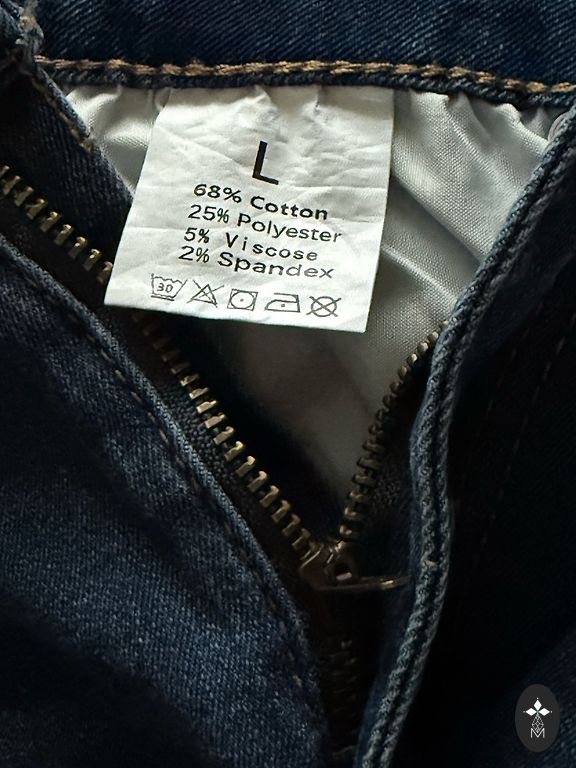 L
68% Cotton
25% Polyester
5% Viscose
2% Spandex
30